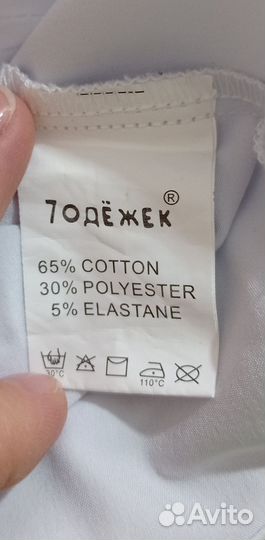 7ОДЁЖЕК®
65% COTTON
30% POLYESTER
5% ELASTANE
30°C 110°C
Avito